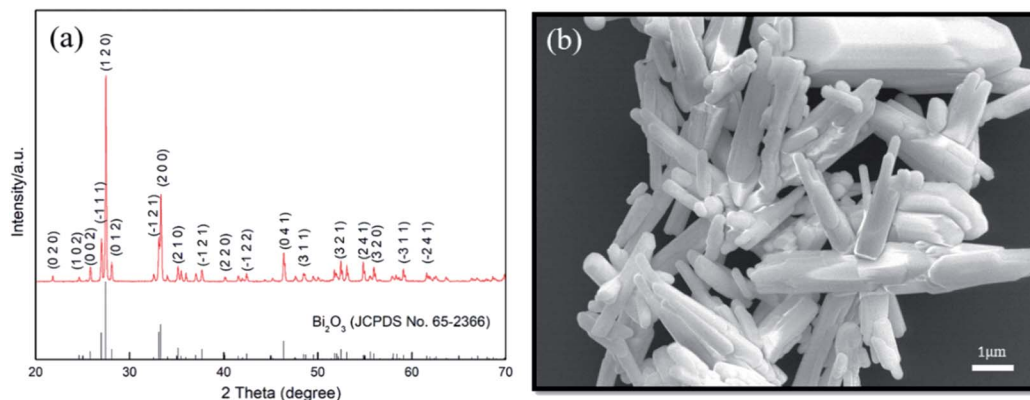 (a)
Intensity/a.u.
(0 2 0)
(1 0 2)
(0 0 2)
(-1 1 1)
(1 2 0)
(0 1 2)
(-1 2 1)
(2 0 0)
(2 1 0)
(-1 2 1)
(2 2 0)
(-1 2 2)
(0 4 1)
(3 1 1)
(3 2 1)
(2 4 1)
(3 2 0)
(-3 1 1)
(-2 4 1)
Bi₂O₃ (JCPDS No. 65-2366)
20 30 40 50 60 70
2 Theta (degree)
(b)
1μm